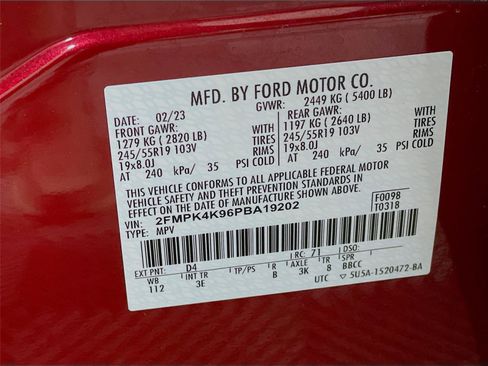 MFD. BY FORD MOTOR CO.
DATE: 02/23 GVWR: 2449 KG ( 5400 LB)
FRONT GAWR: REAR GAWR:
1279 KG ( 2820 LB) 1197 KG ( 2640 LB)
245/55R19 103V 245/55R19 103V
19x8.0J RIMS 19x8.0J RIMS
AT 240 kPa/ 35 PSI COLD AT 240 kPa/ 35 PSI COLD
THIS VEHICLE CONFORMS TO ALL APPLICABLE FEDERAL MOTOR
VEHICLE SAFETY AND THEFT PREVENTION STANDARDS IN
EFFECT ON THE DATE OF MANUFACTURE SHOWN ABOVE.
VIN: 2FMPK4K96PBA19202 F0098
TYPE: MPV T0318
EXT PNT: D4 RC: 71 DSO:
WB INT TR TP/PS R AXLE TR SPR
112 3E B 3K 8 BBCC
UTC ▽ 5U5A-1520472-BA